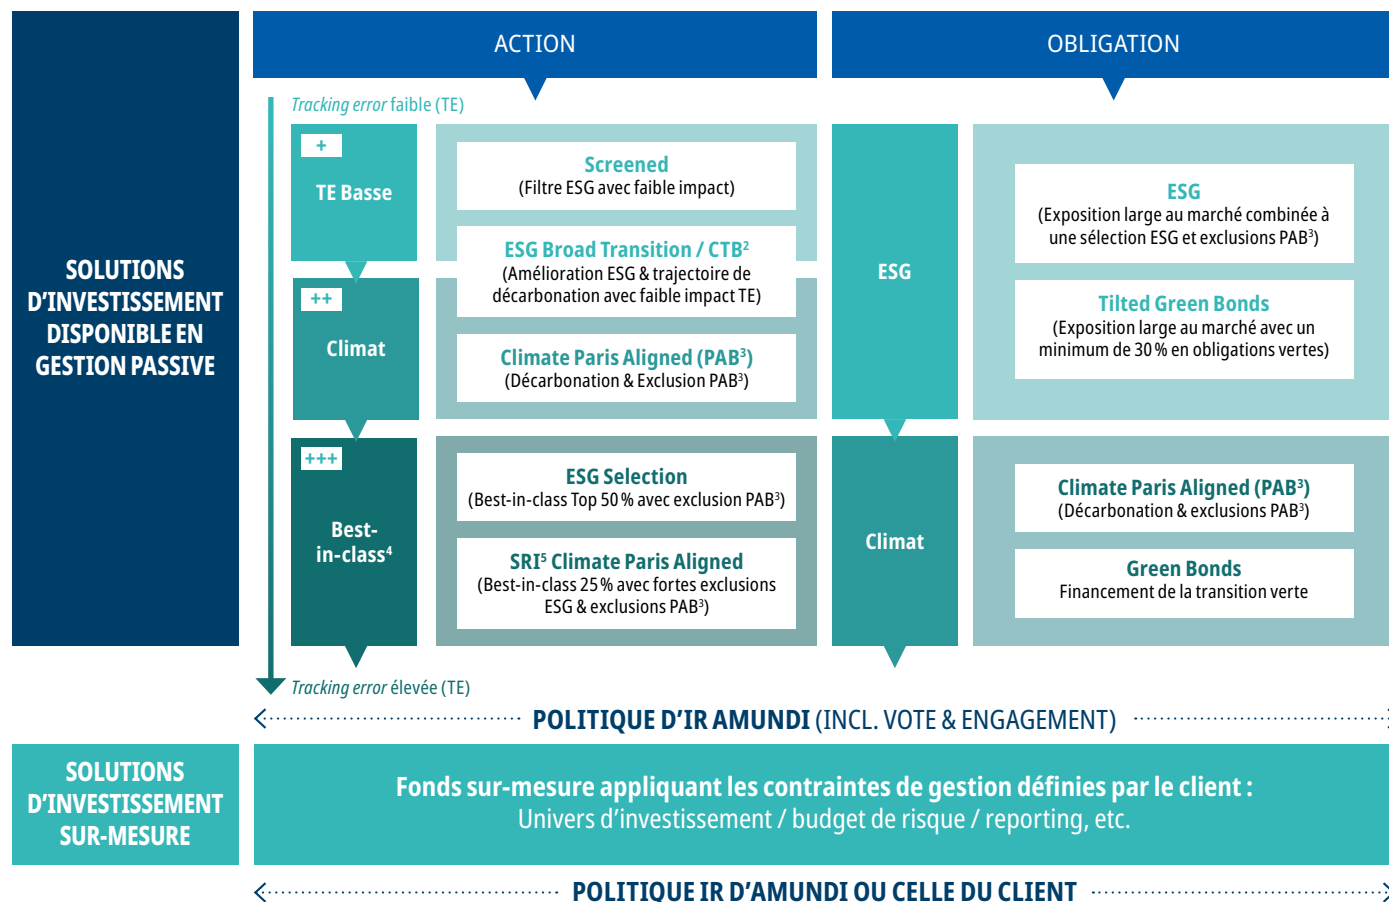 SOLUTIONS
D’INVESTISSEMENT
DISPONIBLE EN
GESTION PASSIVE
ACTION
Tracking error faible (TE)
+
TE Basse
Screened
(Filtre ESG avec faible impact)
ESG Broad Transition / CTB²
(Amélioration ESG & trajectoire de
décarbonation avec faible impact TE)
++
Climat
Climate Paris Aligned (PAB³)
(Décarbonation & Exclusion PAB³)
+++
Best-
in-class⁴
ESG Selection
(Best-in-class Top 50 % avec exclusion PAB³)
SRI⁵ Climate Paris Aligned
(Best-in-class 25 % avec fortes exclusions
ESG & exclusions PAB³)
Tracking error élevée (TE)
OBLIGATION
ESG
ESG
(Exposition large au marché combinée à
une sélection ESG et exclusions PAB³)
Tilted Green Bonds
(Exposition large au marché avec un
minimum de 30 % en obligations vertes)
Climat
Climate Paris Aligned (PAB³)
(Décarbonation & exclusions PAB³)
Green Bonds
Financement de la transition verte
POLITIQUE D’IR AMUNDI (INCL. VOTE & ENGAGEMENT)
SOLUTIONS
D’INVESTISSEMENT
SUR-MESURE
Fonds sur-mesure appliquant les contraintes de gestion définies par le client :
Univers d’investissement / budget de risque / reporting, etc.
POLITIQUE IR D’AMUNDI OU CELLE DU CLIENT